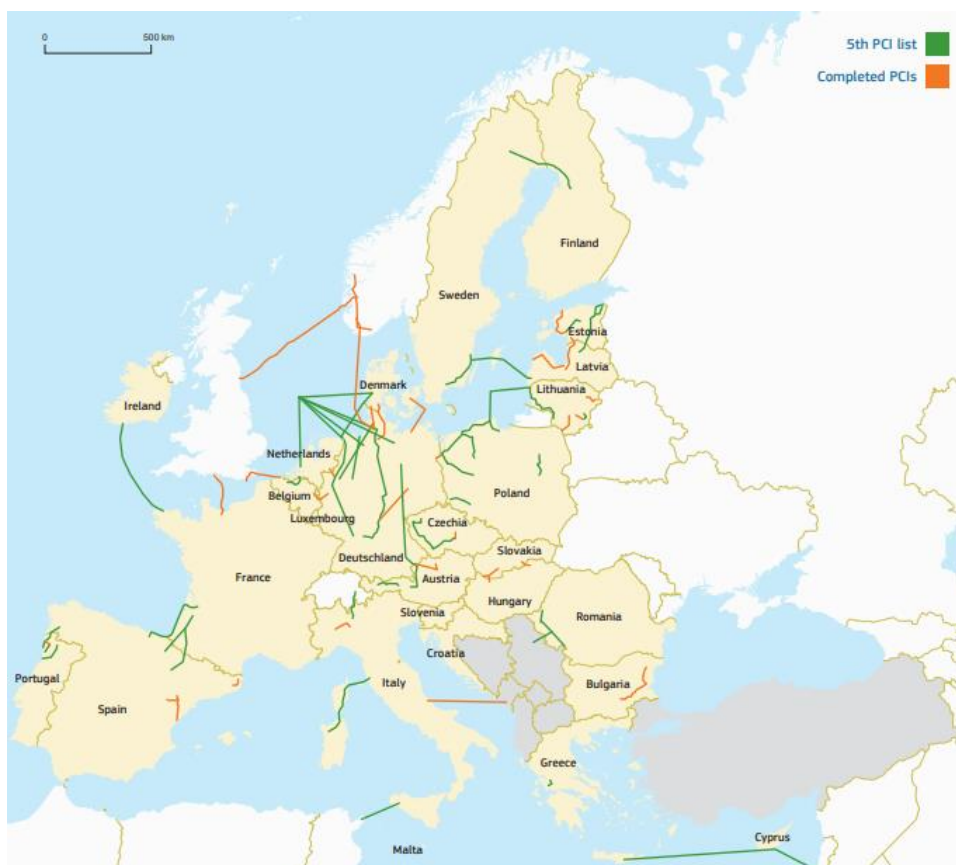 0 500 km
5th PCI list
Completed PCIs
Finland
Sweden
Estonia
Latvia
Denmark
Lithuania
Ireland
Netherlands
Belgium
Poland
Luxembourg
Czechia
Deutschland
Slovakia
France
Austria
Hungary
Slovenia
Romania
Croatia
Portugal
Italy
Bulgaria
Spain
Greece
Cyprus
Malta